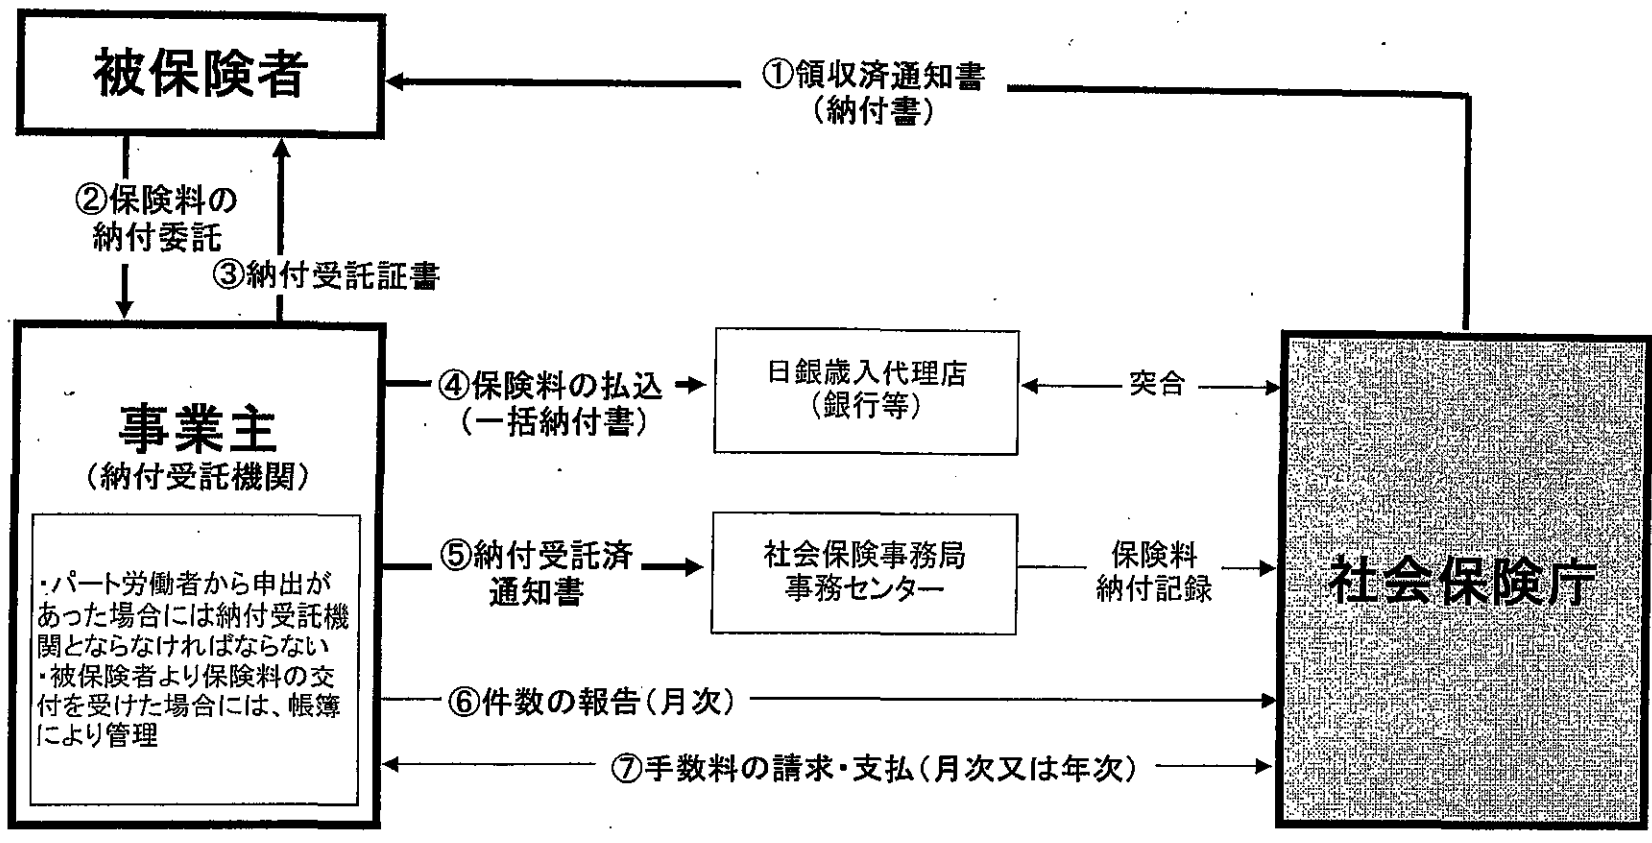 被保険者
①領収済通知書
（納付書）
②保険料の
納付委託
③納付受託証書
事業主
（納付受託機関）
・パート労働者から申出が
あった場合には納付受託機
関とならなければならない
・被保険者より保険料の交
付を受けた場合には、帳簿
により管理
④保険料の払込
（一括納付書）
日銀歳入代理店
（銀行等）
突合
⑤納付受託済
通知書
社会保険事務局
事務センター
保険料
納付記録
社会保険庁
⑥件数の報告（月次）
⑦手数料の請求・支払（月次又は年次）